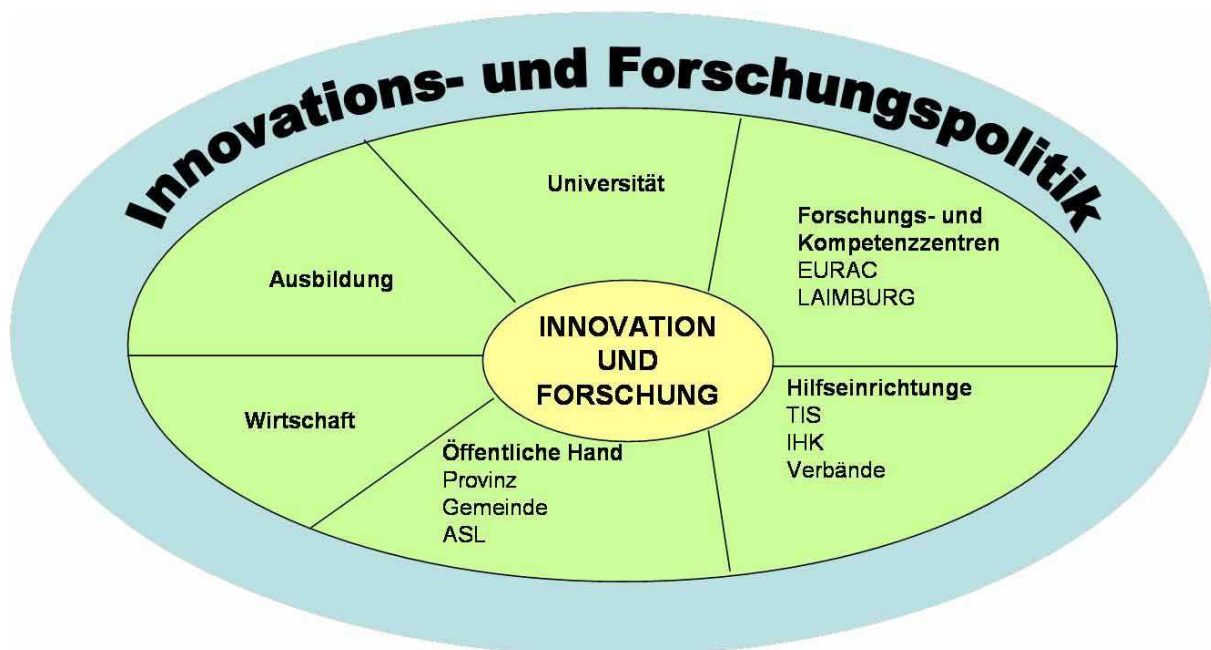 Innovations- und Forschungspolitik
Universität
Forschungs- und
Kompetenzzentren
EURAC
LAIMBURG
Ausbildung
INNOVATION
UND
FORSCHUNG
Hilfseinrichtunge
TIS
IHK
Verbände
Wirtschaft
Öffentliche Hand
Provinz
Gemeinde
ASL